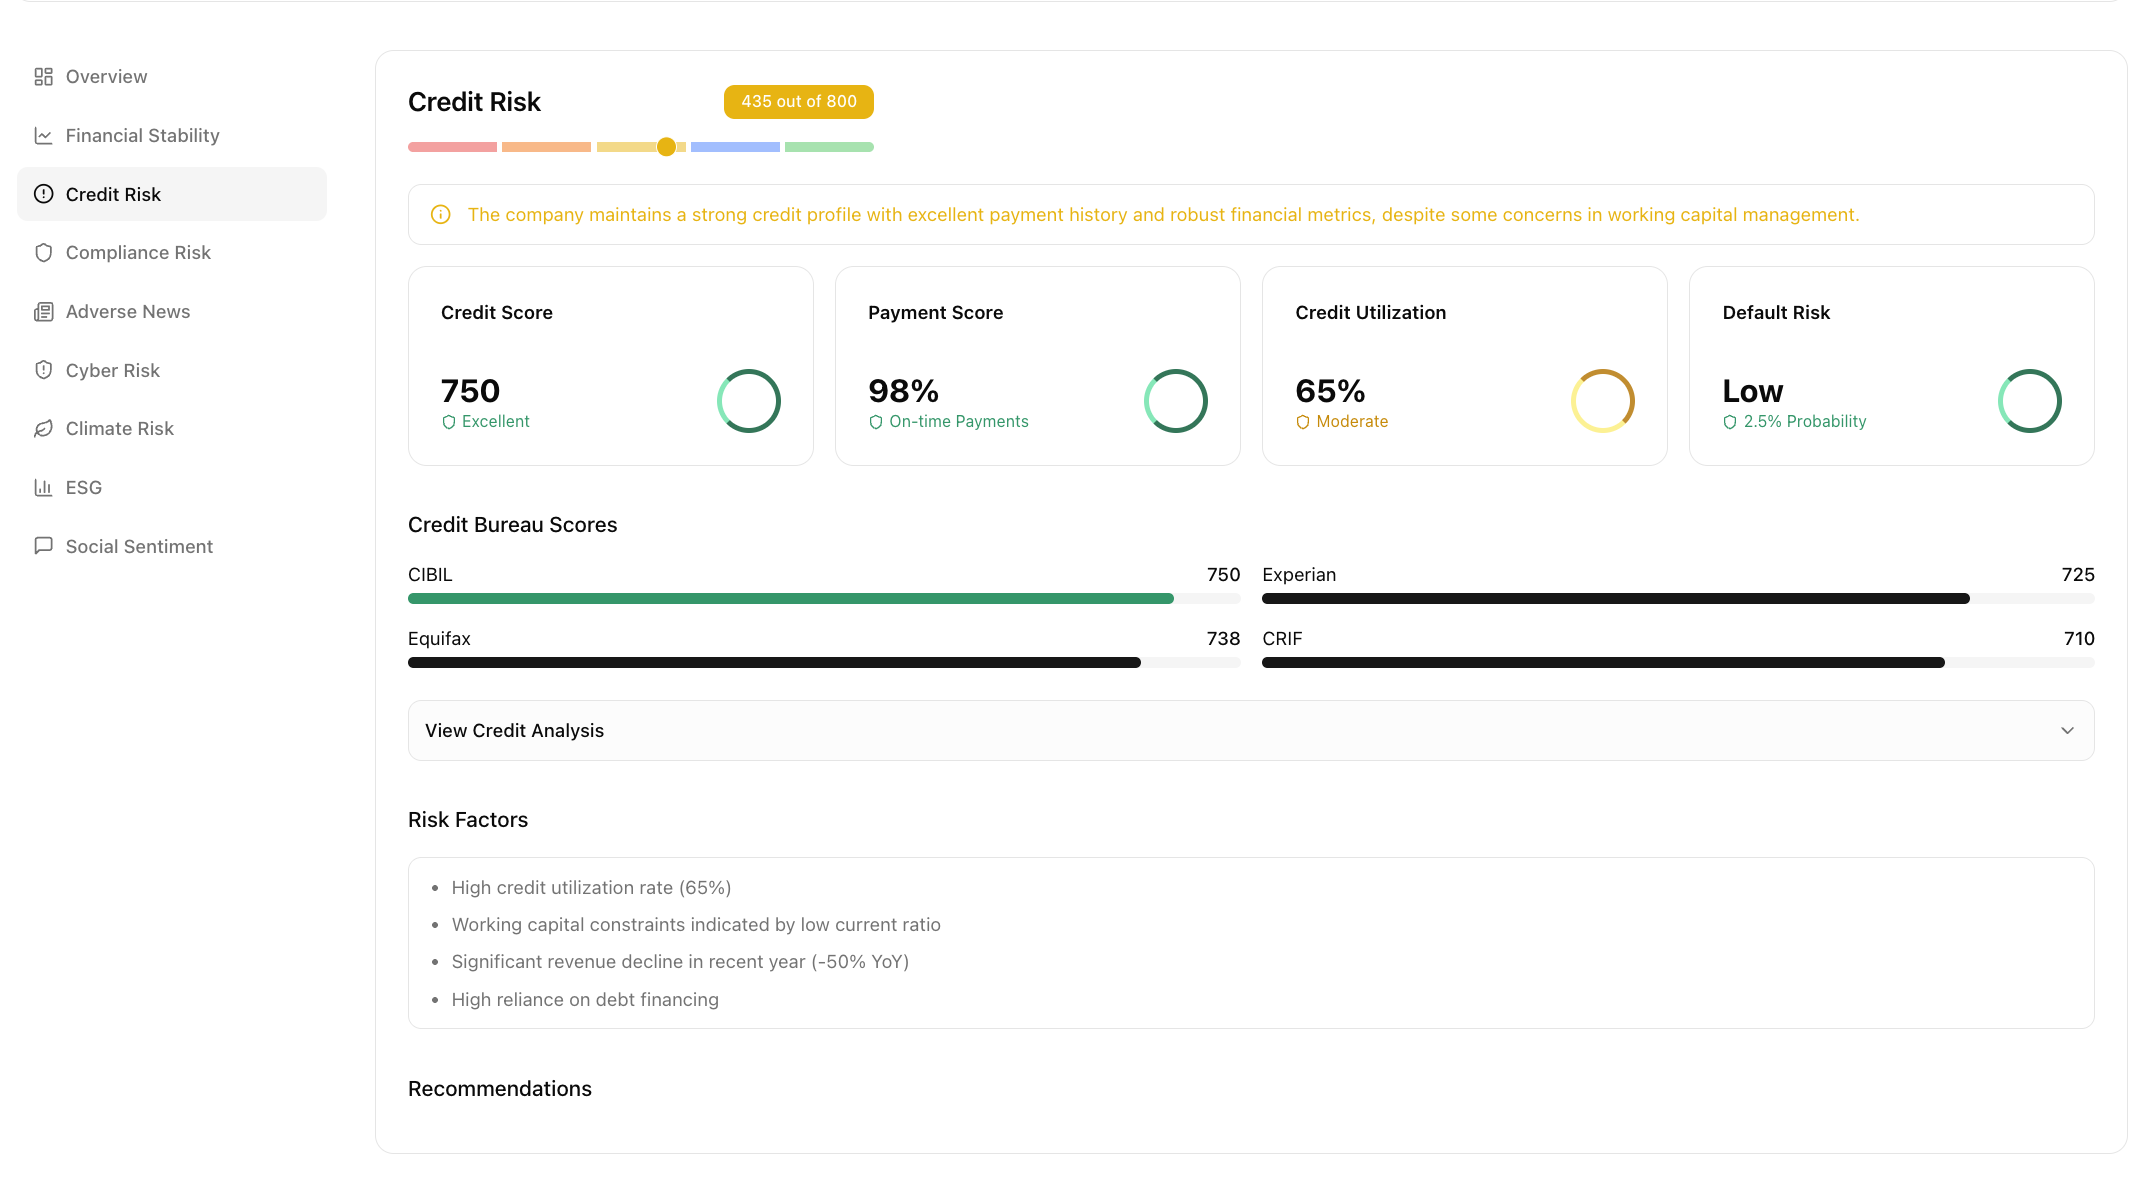 Overview
Financial Stability
Credit Risk
Compliance Risk
Adverse News
Cyber Risk
Climate Risk
ESG
Social Sentiment
Credit Risk
435 out of 800
The company maintains a strong credit profile with excellent payment history and robust financial metrics, despite some concerns in working capital management.
Credit Score
750
Excellent
Payment Score
98%
On-time Payments
Credit Utilization
65%
Moderate
Default Risk
Low
2.5% Probability
Credit Bureau Scores
CIBIL 750
Experian 725
Equifax 738
CRIF 710
View Credit Analysis
Risk Factors
• High credit utilization rate (65%)
• Working capital constraints indicated by low current ratio
• Significant revenue decline in recent year (-50% YoY)
• High reliance on debt financing
Recommendations